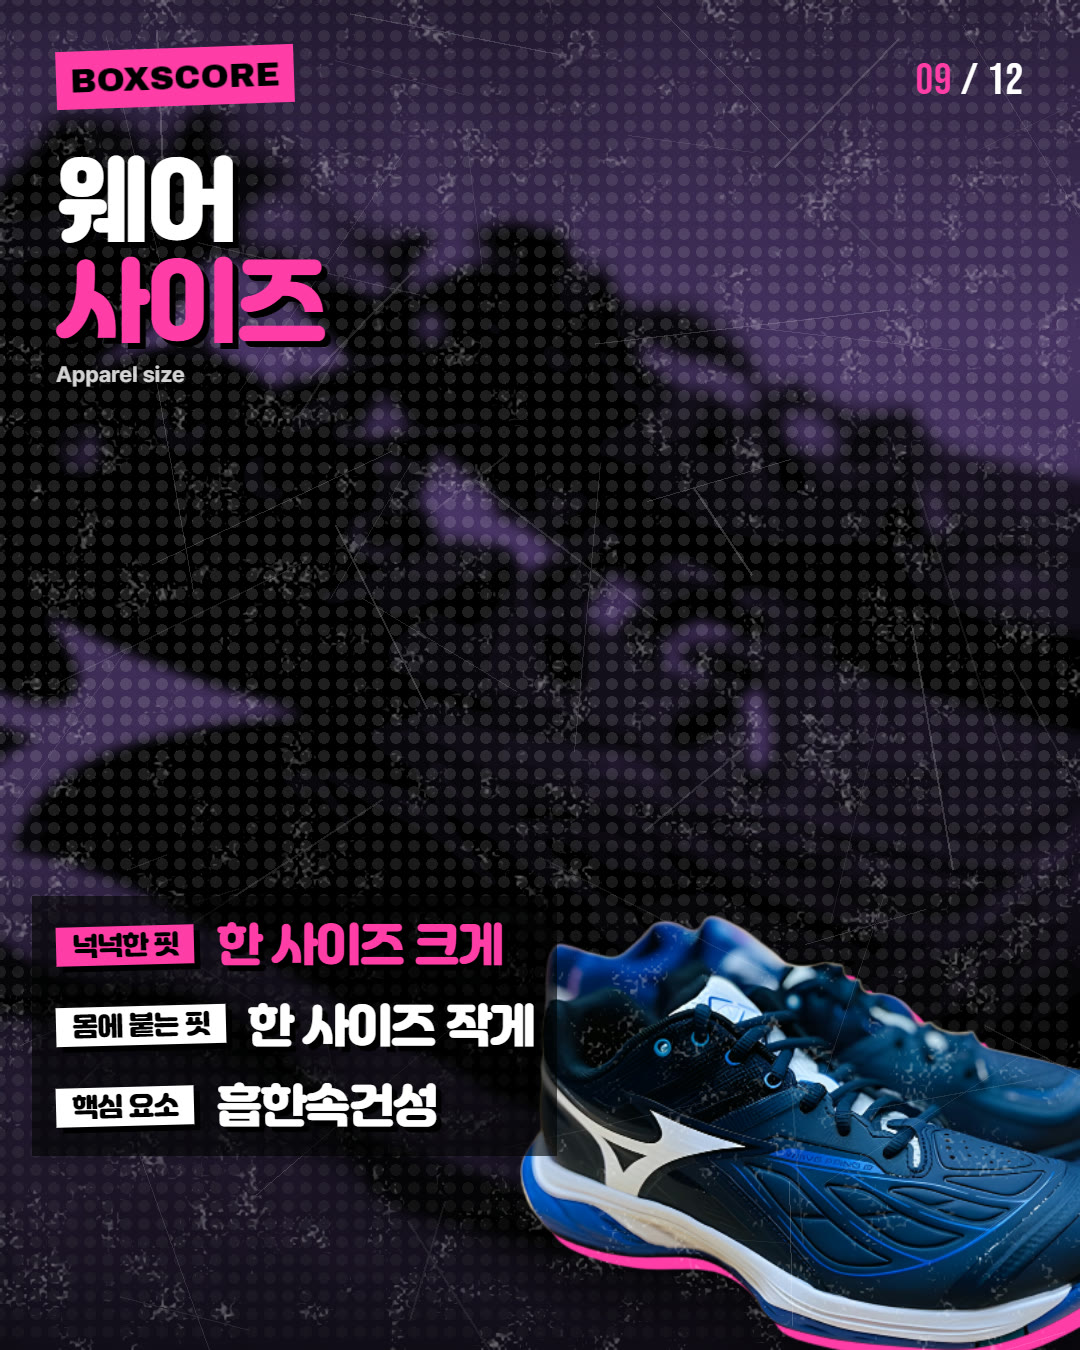 BOXSCORE
09 / 12
웨어
사이즈
Apparel size
넉넉한 핏 한 사이즈 크게
몸에 붙는 핏 한 사이즈 작게
핵심 요소 흡한속건성